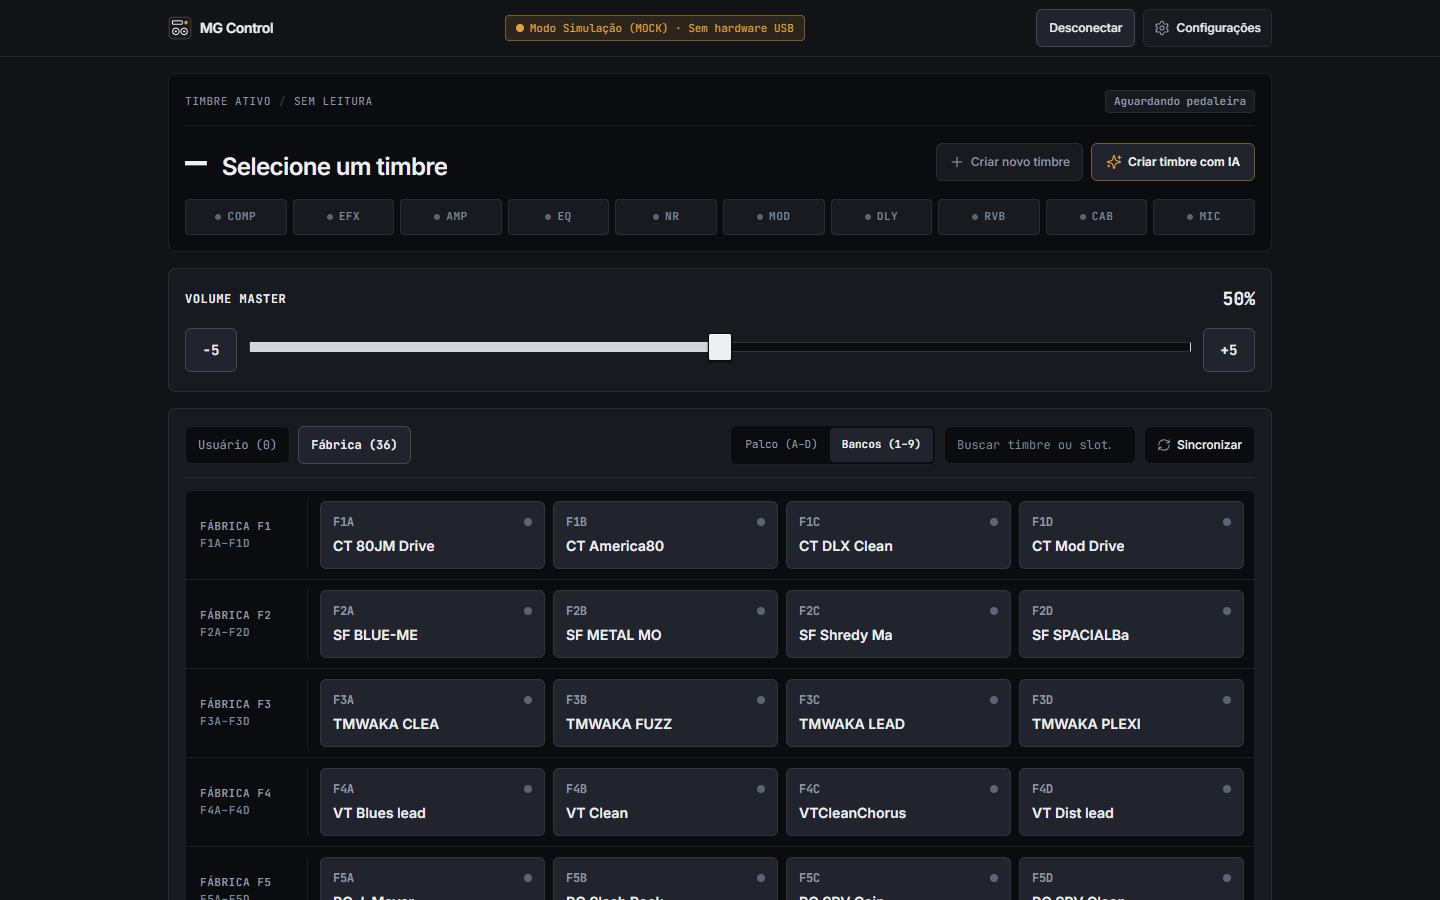 MG Control
Modo Simulação (MOCK) · Sem hardware USB
Desconectar
Configurações
TIMBRE ATIVO / SEM LEITURA
Aguardando pedaleira
— Selecione um timbre
Criar novo timbre
Criar timbre com IA
COMP
EFX
AMP
EQ
NR
MOD
DLY
RVB
CAB
MIC
VOLUME MASTER
50%
-5
+5
Usuário (0)
Fábrica (36)
Palco (A-D)
Bancos (1-9)
Buscar timbre ou slot.
Sincronizar
FÁBRICA F1
F1A-F1D
F1A
CT 80JM Drive
F1B
CT America80
F1C
CT DLX Clean
F1D
CT Mod Drive
FÁBRICA F2
F2A-F2D
F2A
SF BLUE-ME
F2B
SF METAL MO
F2C
SF Shredy Ma
F2D
SF SPACIALBa
FÁBRICA F3
F3A-F3D
F3A
TMWAKA CLEA
F3B
TMWAKA FUZZ
F3C
TMWAKA LEAD
F3D
TMWAKA PLEXI
FÁBRICA F4
F4A-F4D
F4A
VT Blues lead
F4B
VT Clean
F4C
VTCleanChorus
F4D
VT Dist lead
FÁBRICA F5
F5A-F5D
F5A
F5B
F5C
F5D